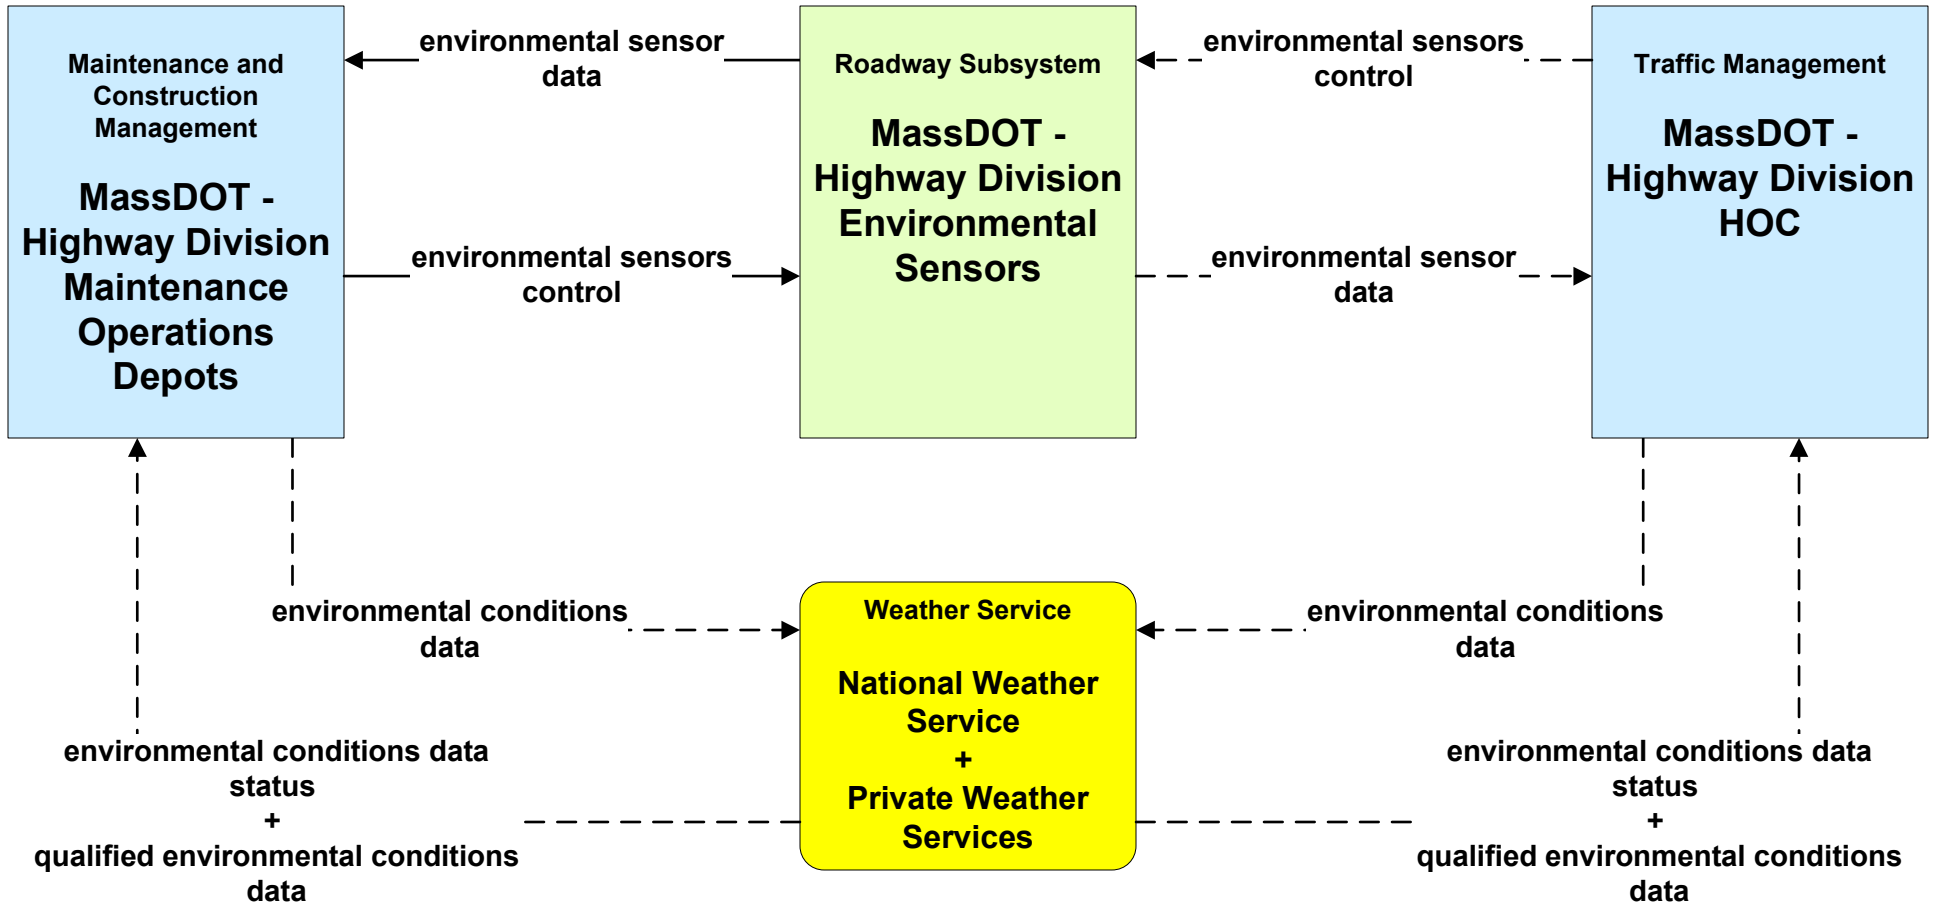 Maintenance and
Construction
Management
MassDOT -
Highway Division
Maintenance
Operations
Depots
environmental sensor
data
environmental sensors
control
Roadway Subsystem
MassDOT -
Highway Division
Environmental
Sensors
environmental sensors
control
environmental sensor
data
Traffic Management
MassDOT -
Highway Division
HOC
environmental conditions
data
environmental conditions data
status
+
qualified environmental conditions
data
Weather Service
National Weather
Service
+
Private Weather
Services
environmental conditions
data
environmental conditions data
status
+
qualified environmental conditions
data